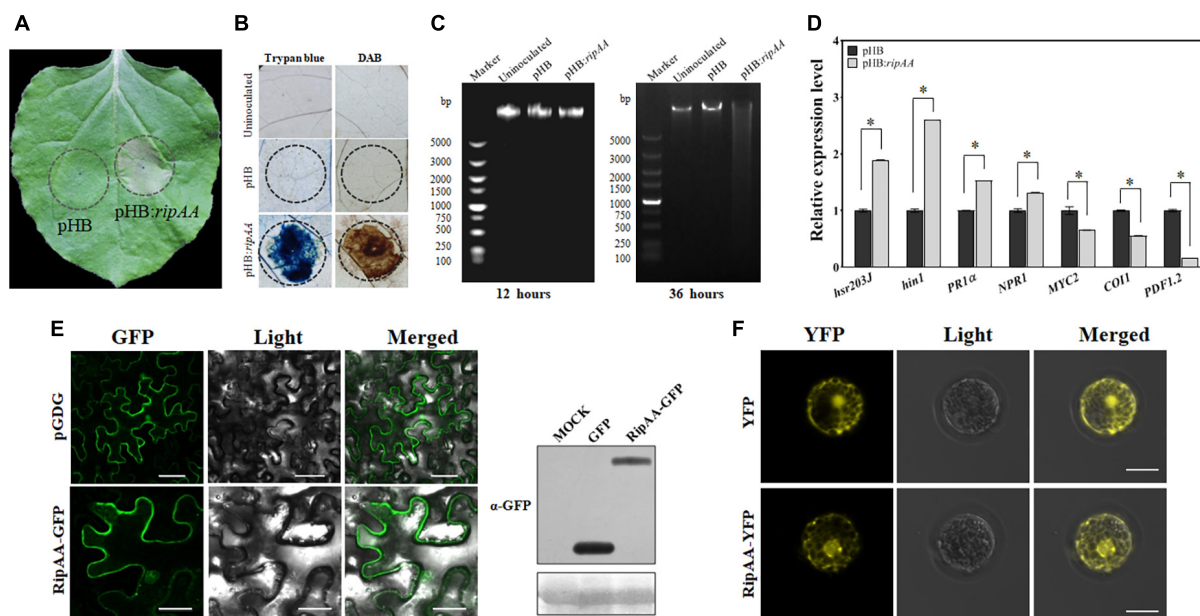 A
pHB
pHB:ripAA
B
Trypan blue
DAB
Uninoculated
pHB
pHB:ripAA
C
Marker
Uninoculated
pHB
pHB:ripAA
bp
5000
3000
2000
1500
1000
750
500
250
100
12 hours
Marker
Uninoculated
pHB
pHB:ripAA
bp
5000
3000
2000
1500
1000
750
500
250
100
36 hours
D
pHB
pHB:ripAA
Relative expression level
4
3
2
1
0
* * * * * * *
hsr203J
hin1
PR1α
NPR1
MYC2
COI1
PDF1.2
E
GFP Light Merged
pGDG
RipAA-GFP
MOCK
GFP
RipAA-GFP
α-GFP
F
YFP Light Merged
YFP
RipAA-YFP